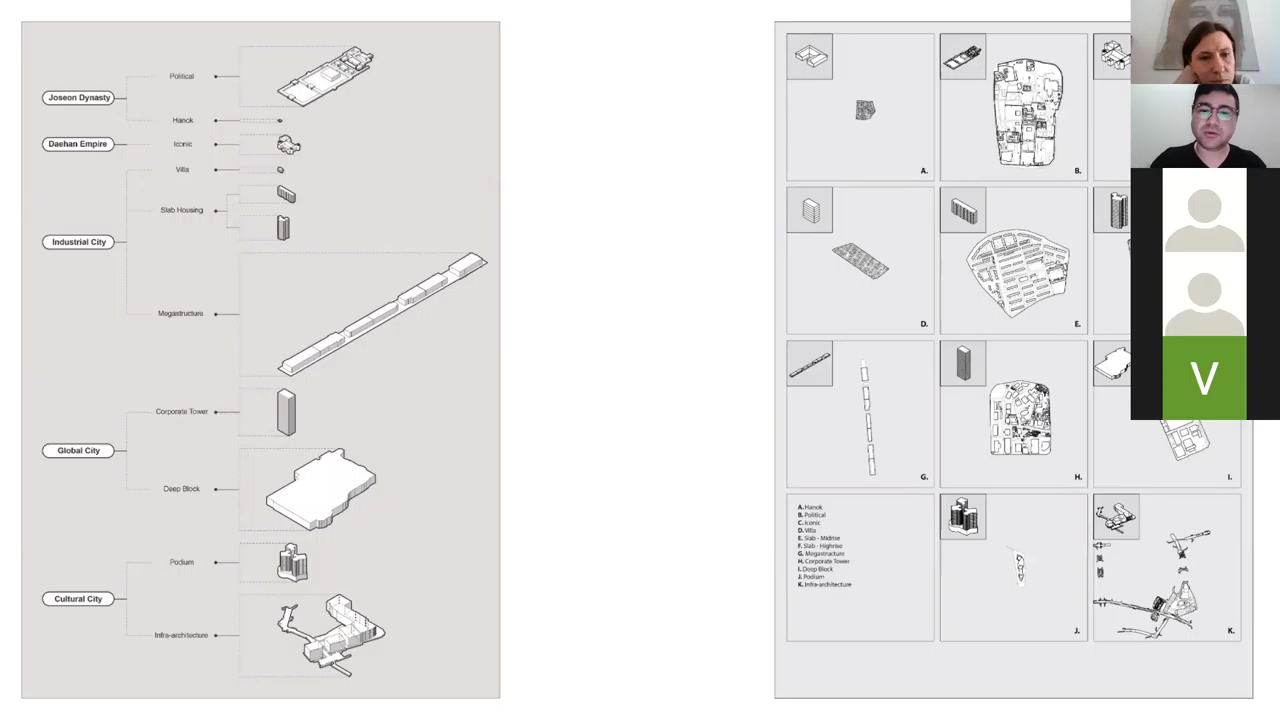 Political
Joseon Dynasty
Hanok
Daehan Empire
Iconic
Villa
Slab Housing
Industrial City
Megastructure
Corporate Tower
Global City
Deep Block
Podium
Cultural City
Infra-architecture
A.
B.
D.
E.
G.
H.
I.
A. Hanok
B. Political
C. Iconic
D. Villa
E. Slab - Midrise
F. Slab - Highrise
G. Megastructure
H. Corporate Tower
I. Deep Block
J. Podium
K. Infra-architecture
J.
K.
V